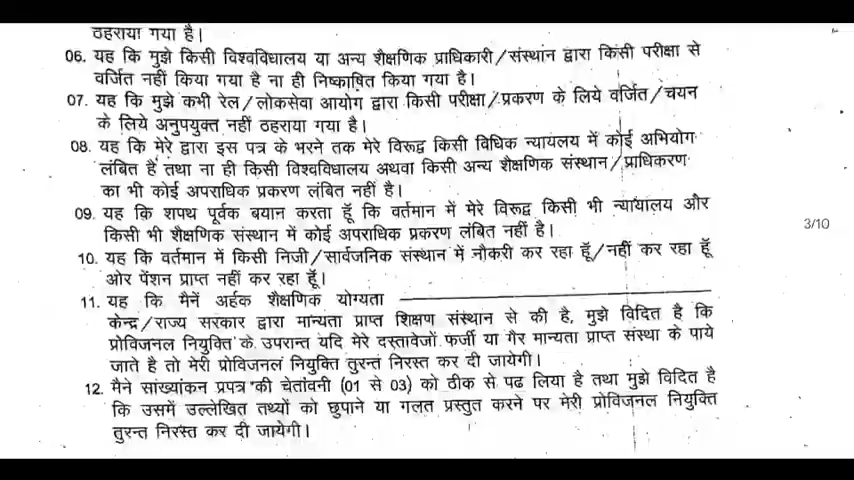 ठहराया गया है।
06. यह कि मुझे किसी विश्वविधालय या अन्य शैक्षणिक प्राधिकारी/संस्थान द्वारा किसी परीक्षा से
वर्जित नहीं किया गया है ना ही निष्काषित किया गया है।
07. यह कि मुझे कभी रेल/लोकसेवा आयोग द्वारा किसी परीक्षा/प्रकरण के लिये वर्जित/चयन
के लिये अनुपयुक्त नहीं ठहराया गया है।
08. यह कि मेरे द्वारा इस पत्र के भरने तक मेरे विरूद्व किसी विधिक न्यायलय में कोई अभियोग
लंबित है तथा ना ही किसी विश्वविधालय अथवा किसी अन्य शैक्षणिक संस्थान/प्राधिकरण
का भी कोई अपराधिक प्रकरण लंबित नहीं है।
09. यह कि शपथ पूर्वक बयान करता हूँ कि वर्तमान में मेरे विरूद्व किसी भी न्यायालय और
किसी भी शैक्षणिक संस्थान में कोई अपराधिक प्रकरण लंबित नहीं है।
3/10
10. यह कि वर्तमान में किसी निजी/सार्वजनिक संस्थान में नौकरी कर रहा हूँ/नहीं कर रहा हूँ
ओर पेंशन प्राप्त नहीं कर रहा हूँ।
11. यह कि मैनें अर्हक शैक्षणिक योग्यता
केन्द्र/राज्य सरकार द्वारा मान्यता प्राप्त शिक्षण संस्थान से की है, मुझे विदित है कि
प्रोविजनल नियुक्ति के उपरान्त यदि मेरे दस्तावेजो फर्जी या गैर मान्यता प्राप्त संस्था के पाये
जाते है तो मेरी प्रोविजनल नियुक्ति तुरन्त निरस्त कर दी जायेगी।
12. मैने सांख्यांकन प्रपत्र की चेतांवनी (01 से 03) को ठीक से पढ लिया है तथा मुझे विदित है
कि उसमें उल्लेखित तथ्यों को छुपाने या गलत प्रस्तुत करने पर मेरी प्रोविजनल नियुक्ति
तुरन्त निरस्त कर दी जायेगी।